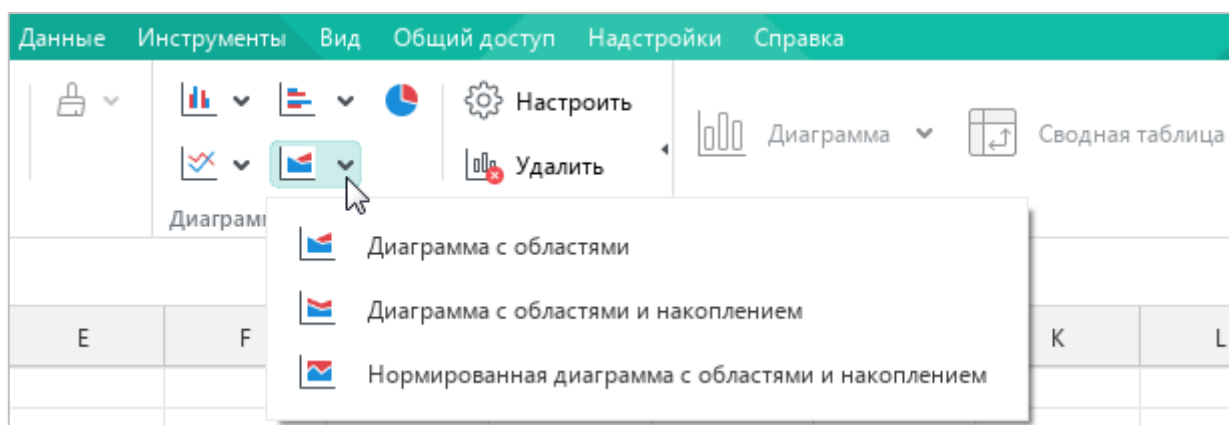 Данные Инструменты Вид Общий доступ Надстройки Справка
Настроить
Диаграмма Сводная таблица
Удалить
Диаграмм
Диаграмма с областями
Диаграмма с областями и накоплением
Нормированная диаграмма с областями и накоплением
E F K L